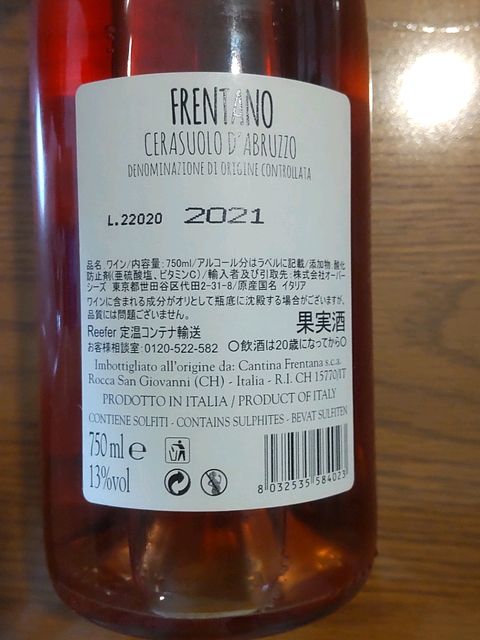 FRENTANO
CERASUOLO D'ABRUZZO
DENOMINAZIONE DI ORIGINE CONTROLLATA
L.22020 2021
品名 ワイン/内容量:750ml/アルコール分はラベルに記載/添加物:酸化
防止剤(亜硫酸塩、ビタミンC)/輸入者及び引取先:株式会社オーバー
シーズ 東京都世田谷区代田2-31-8/原産国名 イタリア
ワインに含まれる成分がオリとして瓶底に沈殿する場合がございますが、
品質には問題ございません。
果実酒
Reefer 定温コンテナ輸送
お客様相談室:0120-522-582 〇飲酒は20歳になってから〇
Imbottigliato all'origine da: Cantina Frentana s.c.a.
Rocca San Giovanni (CH) - Italia - R.I. CH 15770/IT
PRODOTTO IN ITALIA / PRODUCT OF ITALY
CONTIENE SOLFITI - CONTAINS SULPHITES - BEVAT SULFITEN
750 ml e
13%vol
8 032535 584023